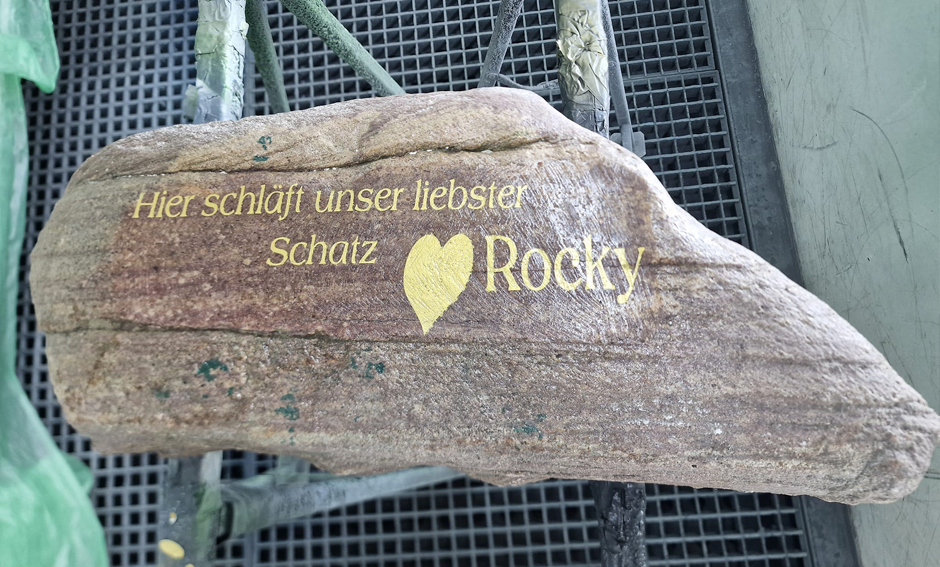 Hier schläft unser liebster
Schatz Rocky